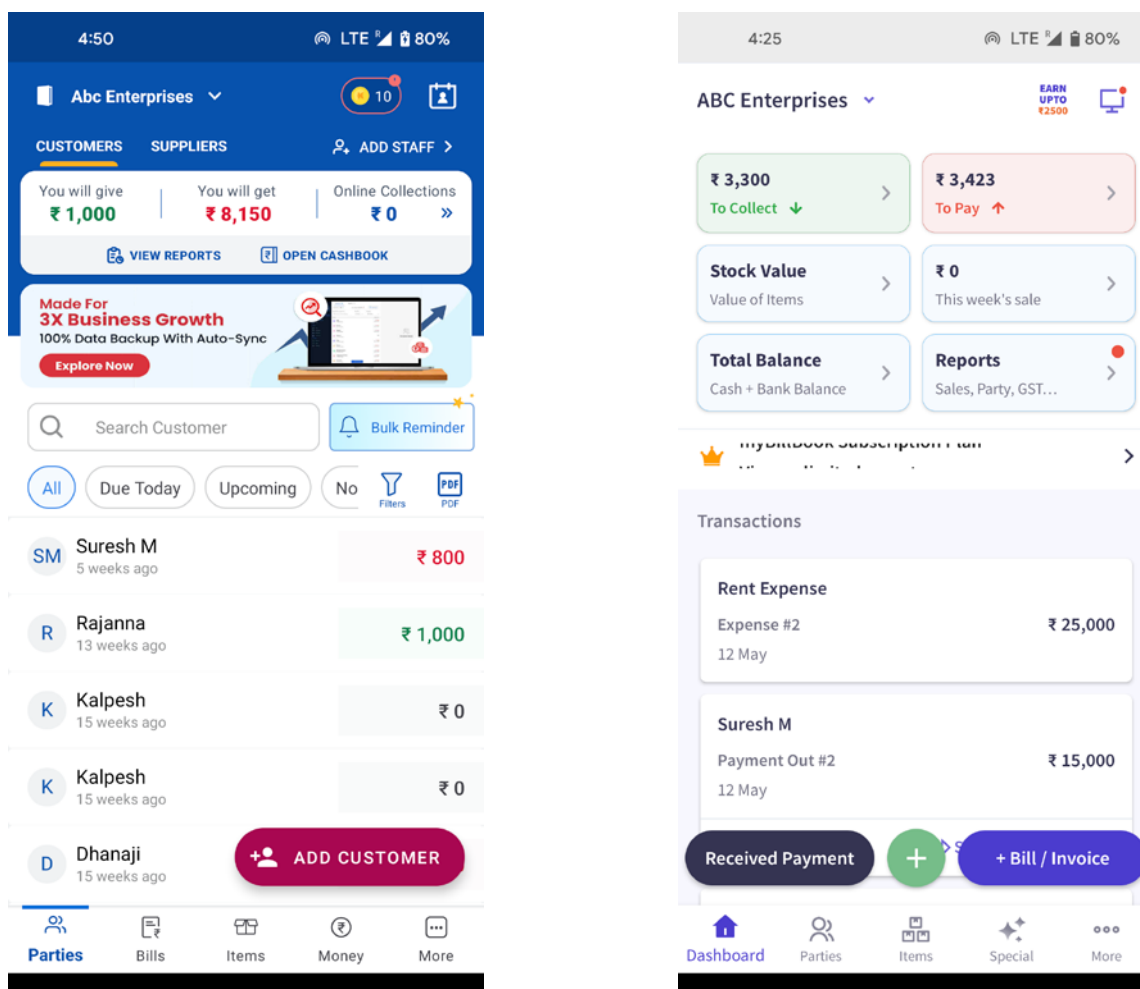 4:50 LTE R 80%
Abc Enterprises 10
CUSTOMERS SUPPLIERS ADD STAFF
You will give You will get Online Collections
₹ 1,000 ₹ 8,150 ₹ 0 »
VIEW REPORTS ₹ OPEN CASHBOOK
Made For
3X Business Growth
100% Data Backup With Auto-Sync
Explore Now
Search Customer Bulk Reminder
All Due Today Upcoming No Filters PDF PDF
SM Suresh M ₹ 800
5 weeks ago
R Rajanna ₹ 1,000
13 weeks ago
K Kalpesh ₹ 0
15 weeks ago
K Kalpesh ₹ 0
15 weeks ago
D Dhanaji
15 weeks ago
ADD CUSTOMER
Parties Bills Items Money More
4:25 LTE R 80%
ABC Enterprises
EARN
UPTO
₹2500
₹ 3,300 ₹ 3,423
To Collect ↓ To Pay ↑
Stock Value ₹ 0
Value of Items This week's sale
Total Balance Reports
Cash + Bank Balance Sales, Party, GST...
myBillBook Subscription Plan
Transactions
Rent Expense
Expense #2 ₹ 25,000
12 May
Suresh M
Payment Out #2 ₹ 15,000
12 May
Received Payment + + Bill / Invoice
Dashboard Parties Items Special More